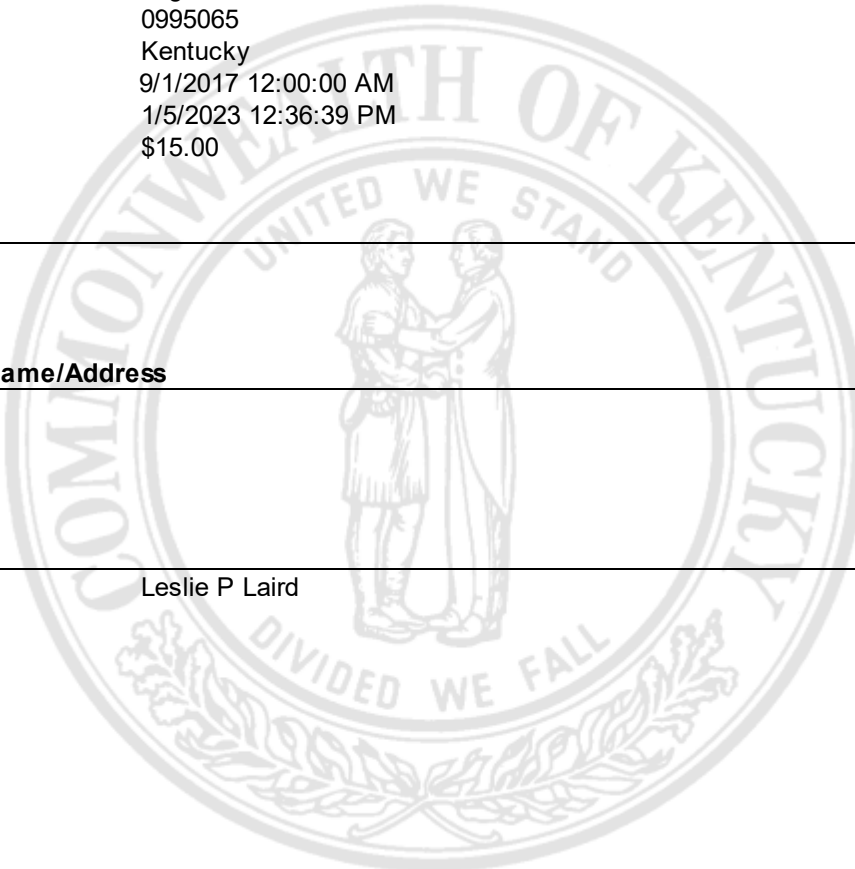 0995065
Kentucky
9/1/2017 12:00:00 AM
1/5/2023 12:36:39 PM
$15.00
COMMONWEALTH OF KENTUCKY
UNITED WE STAND
ame/Address
Leslie P Laird
DIVIDED WE FALL